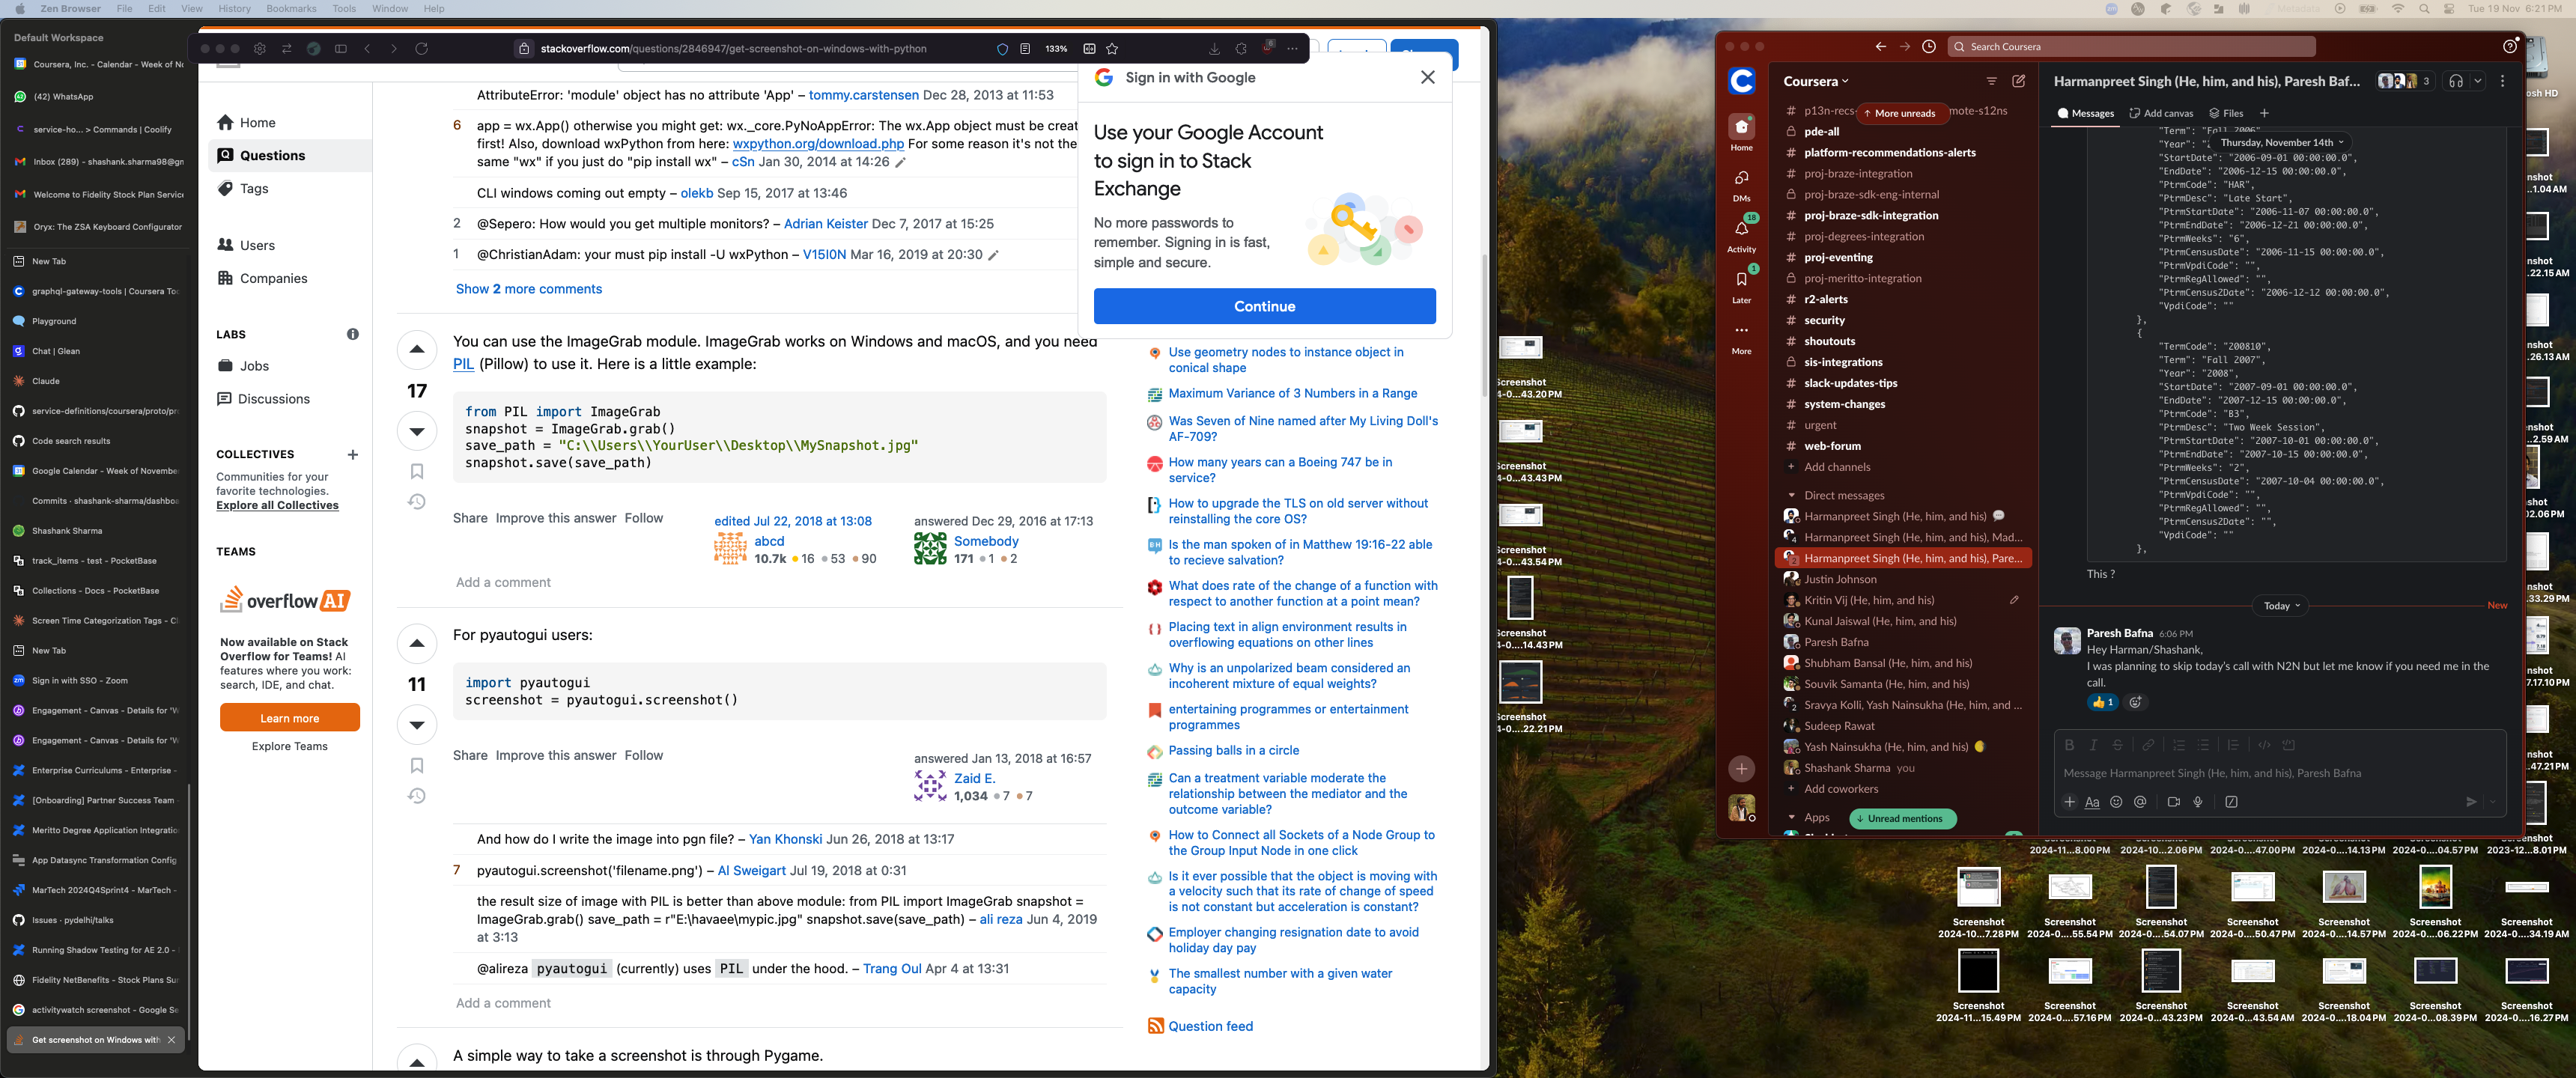 Zen Browser File Edit View History Bookmarks Tools Window Help
Tue 19 Nov 6:21 PM
Default Workspace
Coursera, Inc. - Calendar - Week of No
(42) WhatsApp
service-ho... > Commands | Coolify
Inbox (289) - shashank.sharma98@gm
Welcome to Fidelity Stock Plan Service
Oryx: The ZSA Keyboard Configurator
New Tab
graphql-gateway-tools | Coursera Too
Playground
Chat | Glean
Claude
service-definitions/coursera/proto/pr
Code search results
Google Calendar - Week of November
Commits · shashank-sharma/dashboa
Shashank Sharma
track_items - test - PocketBase
Collections - Docs - PocketBase
Screen Time Categorization Tags - Cl
New Tab
Sign in with SSO - Zoom
Engagement - Canvas - Details for "W
Engagement - Canvas - Details for "W
Enterprise Curriculums - Enterprise -
[Onboarding] Partner Success Team
Meritto Degree Application Integratio
App Datasync Transformation Config
MarTech 2024Q4Sprint4 - MarTech -
Issues · pydelhi/talks
Running Shadow Testing for AE 2.0 -
Fidelity NetBenefits - Stock Plans Sum
activitywatch screenshot - Google Se
Get screenshot on Windows with
stackoverflow.com/questions/2846947/get-screenshot-on-windows-with-python
133%
Home
Questions
Tags
Users
Companies
LABS
Jobs
Discussions
COLLECTIVES
Communities for your
favorite technologies.
Explore all Collectives
TEAMS
overflow AI
Now available on Stack
Overflow for Teams! AI
features where you work:
search, IDE, and chat.
Learn more
Explore Teams
AttributeError: 'module' object has no attribute 'App' – tommy.carstensen Dec 28, 2013 at 11:53
6 app = wx.App() otherwise you might get: wx._core.PyNoAppError: The wx.App object must be creat
first! Also, download wxPython from here: wxpython.org/download.php For some reason it's not the
same "wx" if you just do "pip install wx" – cSn Jan 30, 2014 at 14:26
CLI windows coming out empty – olekb Sep 15, 2017 at 13:46
2 @Sepero: How would you get multiple monitors? – Adrian Keister Dec 7, 2017 at 15:25
1 @ChristianAdam: your must pip install -U wxPython – V15I0N Mar 16, 2019 at 20:30
Show 2 more comments
You can use the ImageGrab module. ImageGrab works on Windows and macOS, and you need
PIL (Pillow) to use it. Here is a little example:
17
from PIL import ImageGrab
snapshot = ImageGrab.grab()
save_path = "C:\\Users\\YourUser\\Desktop\\MySnapshot.jpg"
snapshot.save(save_path)
Share Improve this answer Follow
edited Jul 22, 2018 at 13:08
abcd
10.7k 16 53 90
answered Dec 29, 2016 at 17:13
Somebody
171 1 2
Add a comment
For pyautogui users:
11
import pyautogui
screenshot = pyautogui.screenshot()
Share Improve this answer Follow
answered Jan 13, 2018 at 16:57
Zaid E.
1,034 7 7
And how do I write the image into pgn file? – Yan Khonski Jun 26, 2018 at 13:17
7 pyautogui.screenshot('filename.png') – Al Sweigart Jul 19, 2018 at 0:31
the result size of image with PIL is better than above module: from PIL import ImageGrab snapshot =
ImageGrab.grab() save_path = r"E:\havaee\mypic.jpg" snapshot.save(save_path) – ali reza Jun 4, 2019
at 3:13
@alireza pyautogui (currently) uses PIL under the hood. – Trang Oul Apr 4 at 13:31
Add a comment
A simple way to take a screenshot is through Pygame.
Sign in with Google
Use your Google Account
to sign in to Stack
Exchange
No more passwords to
remember. Signing in is fast,
simple and secure.
Continue
Use geometry nodes to instance object in
conical shape
Maximum Variance of 3 Numbers in a Range
Was Seven of Nine named after My Living Doll's
AF-709?
How many years can a Boeing 747 be in
service?
How to upgrade the TLS on old server without
reinstalling the core OS?
Is the man spoken of in Matthew 19:16-22 able
to recieve salvation?
What does rate of the change of a function with
respect to another function at a point mean?
Placing text in align environment results in
overflowing equations on other lines
Why is an unpolarized beam considered an
incoherent mixture of equal weights?
entertaining programmes or entertainment
programmes
Passing balls in a circle
Can a treatment variable moderate the
relationship between the mediator and the
outcome variable?
How to Connect all Sockets of a Node Group to
the Group Input Node in one click
Is it ever possible that the object is moving with
a velocity such that its rate of change of speed
is not constant but acceleration is constant?
Employer changing resignation date to avoid
holiday day pay
The smallest number with a given water
capacity
Question feed
Screenshot
4-0...43.20 PM
Screenshot
4-0...43.43 PM
Screenshot
4-0...43.54 PM
Screenshot
4-0....14.43 PM
Screenshot
4-0....22.21 PM
Search Coursera
Home
DMs
18
Activity
1
Later
More
Coursera
# p13n-recs- mote-s12ns
↑ More unreads
pde-all
# platform-recommendations-alerts
# proj-braze-integration
proj-braze-sdk-eng-internal
# proj-braze-sdk-integration
# proj-degrees-integration
# proj-eventing
proj-meritto-integration
# r2-alerts
# security
# shoutouts
sis-integrations
# slack-updates-tips
# system-changes
# urgent
# web-forum
+ Add channels
Direct messages
Harmanpreet Singh (He, him, and his)
4 Harmanpreet Singh (He, him, and his), Mad...
2 Harmanpreet Singh (He, him, and his), Pare...
Justin Johnson
Kritin Vij (He, him, and his)
Kunal Jaiswal (He, him, and his)
Paresh Bafna
Shubham Bansal (He, him, and his)
Souvik Samanta (He, him, and his)
2 Sravya Kolli, Yash Nainsukha (He, him, and ...
Sudeep Rawat
Yash Nainsukha (He, him, and his)
Shashank Sharma you
+ Add coworkers
Apps
↓ Unread mentions
Harmanpreet Singh (He, him, and his), Paresh Baf...
3
Messages Add canvas Files +
"Term": "Fall 2006",
Thursday, November 14th
"Year":
"StartDate": "2006-09-01 00:00:00.0",
"EndDate": "2006-12-15 00:00:00.0",
"PtrmCode": "HAR",
"PtrmDesc": "Late Start",
"PtrmStartDate": "2006-11-07 00:00:00.0",
"PtrmEndDate": "2006-12-21 00:00:00.0",
"PtrmWeeks": "6",
"PtrmCensusDate": "2006-11-15 00:00:00.0",
"PtrmVpdiCode": "",
"PtrmRegAllowed": "",
"PtrmCensus2Date": "2006-12-12 00:00:00.0",
"VpdiCode": ""
},
{
"TermCode": "200810",
"Term": "Fall 2007",
"Year": "2008",
"StartDate": "2007-09-01 00:00:00.0",
"EndDate": "2007-12-15 00:00:00.0",
"PtrmCode": "B3",
"PtrmDesc": "Two Week Session",
"PtrmStartDate": "2007-10-01 00:00:00.0",
"PtrmEndDate": "2007-10-15 00:00:00.0",
"PtrmWeeks": "2",
"PtrmCensusDate": "2007-10-04 00:00:00.0",
"PtrmVpdiCode": "",
"PtrmRegAllowed": "",
"PtrmCensus2Date": "",
"VpdiCode": ""
},
This ?
Today
New
Paresh Bafna 6:06 PM
Hey Harman/Shashank,
I was planning to skip today's call with N2N but let me know if you need me in the
call.
1
Message Harmanpreet Singh (He, him, and his), Paresh Bafna
2024-11...8.00 PM 2024-10...2.06 PM 2024-0....47.00 PM 2024-0....14.13 PM 2024-0....04.57 PM 2023-12...8.01 PM
Screenshot Screenshot Screenshot Screenshot Screenshot Screenshot Screenshot
2024-10...7.28 PM 2024-0....55.54 PM 2024-0....54.07 PM 2024-0....50.47 PM 2024-0....14.57 PM 2024-0....06.22 PM 2024-0....34.19 AM
Screenshot Screenshot Screenshot Screenshot Screenshot Screenshot Screenshot
2024-11...15.49 PM 2024-0....57.16 PM 2024-0....43.23 PM 2024-0....43.54 AM 2024-0....18.04 PM 2024-0....08.39 PM 2024-0....16.27 PM